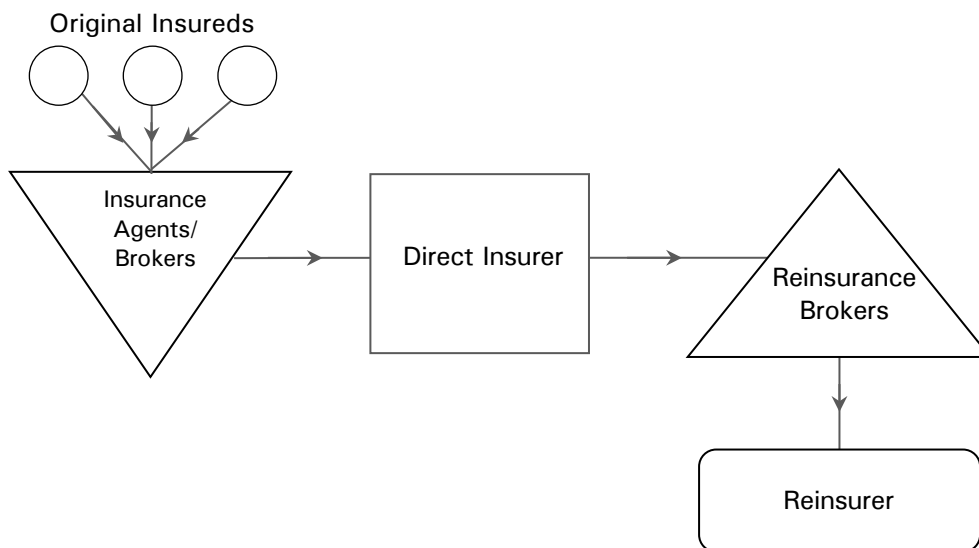 Original Insureds
Insurance
Agents/
Brokers
Direct Insurer
Reinsurance
Brokers
Reinsurer